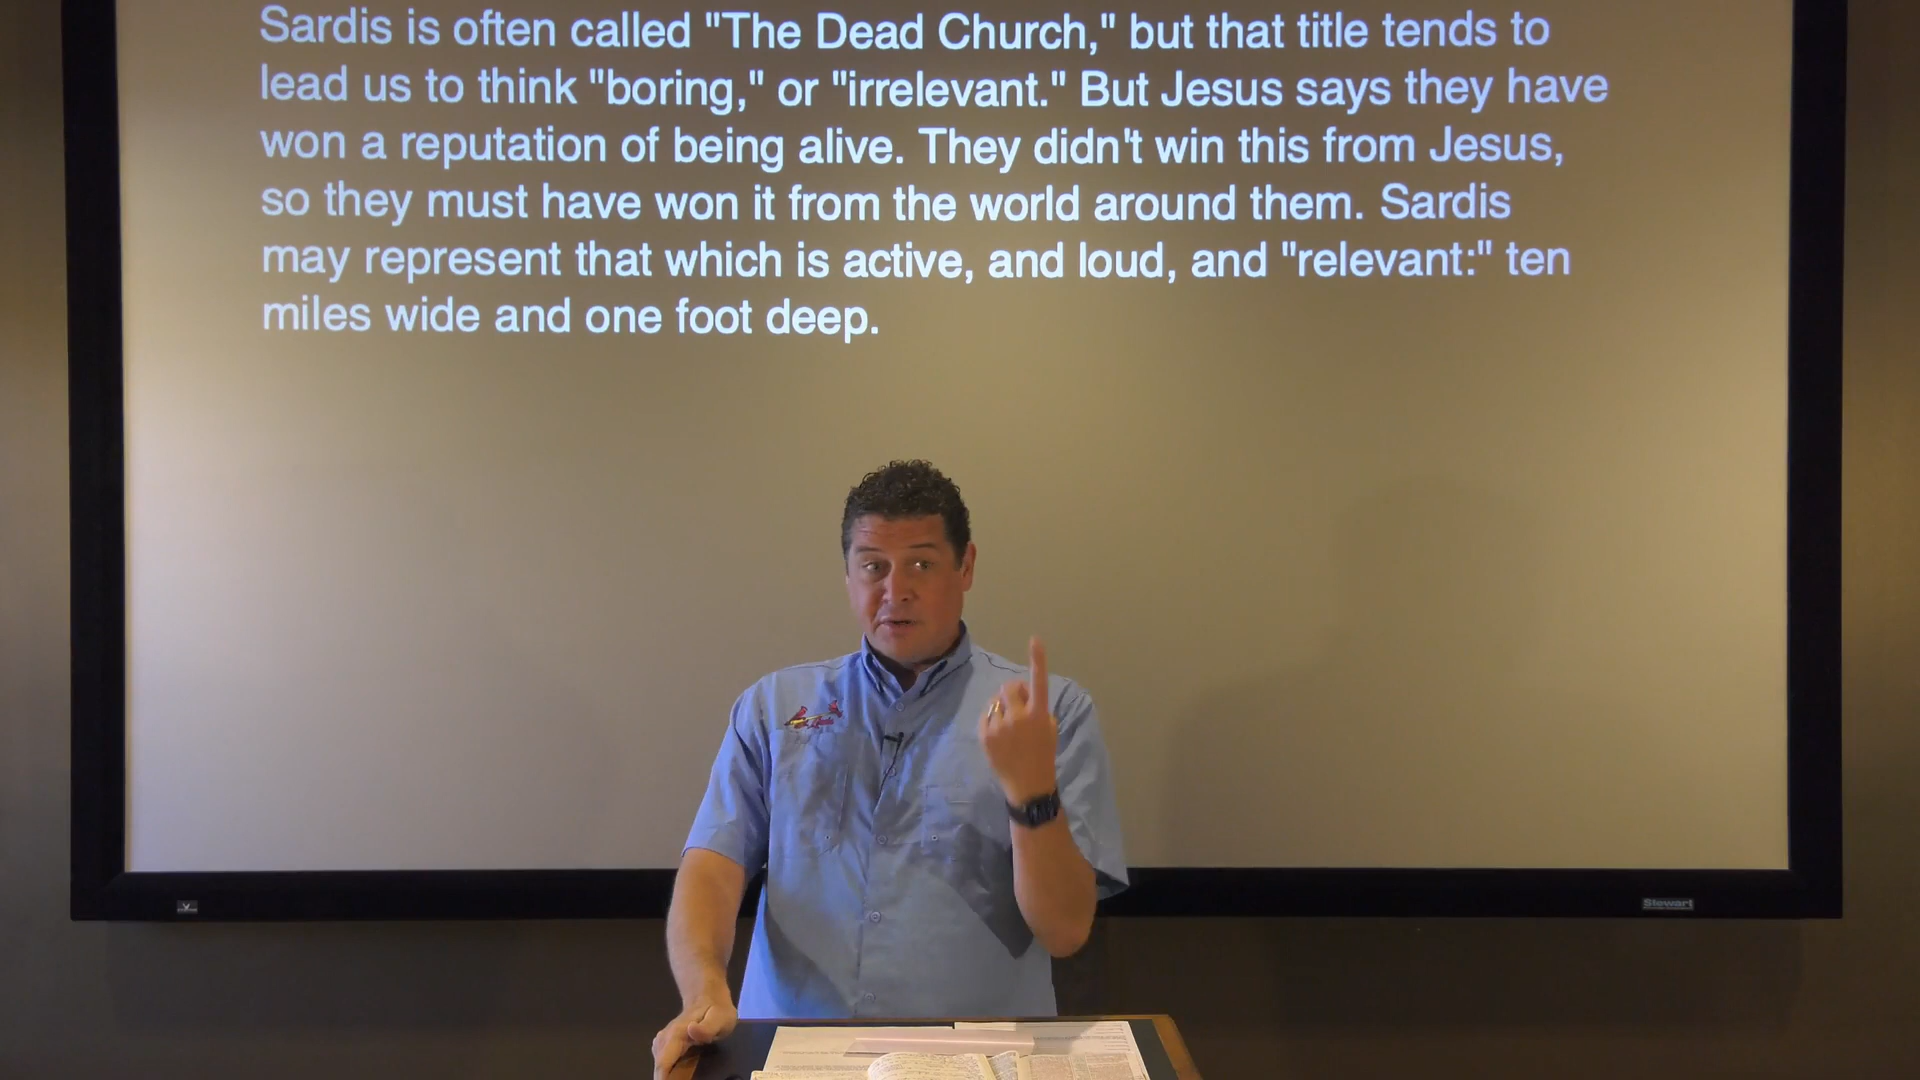 Sardis is often called "The Dead Church," but that title tends to
lead us to think "boring," or "irrelevant." But Jesus says they have
won a reputation of being alive. They didn't win this from Jesus,
so they must have won it from the world around them. Sardis
may represent that which is active, and loud, and "relevant:" ten
miles wide and one foot deep.
Stewart